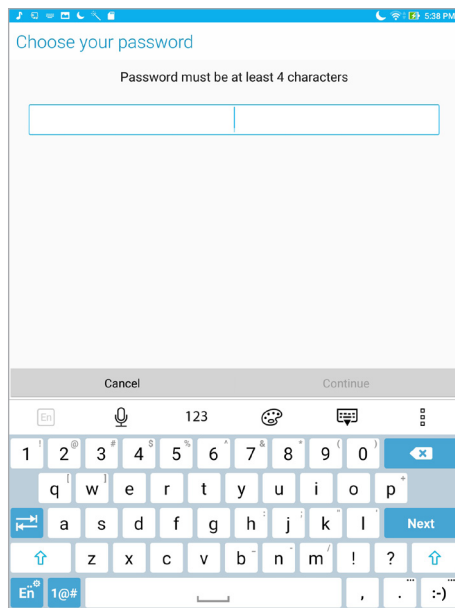 5:38 PM
Choose your password
Password must be at least 4 characters
Cancel Continue
En 123
1 ! 2 @ 3 # 4 $ 5 % 6 ^ 7 & 8 * 9 ( 0 )
q [ w ] e r t y u i o p +
a s d f g h : j ; k " l ' Next
z x c v b - n - m / ! ?
En 1@# , . ... :-) ...